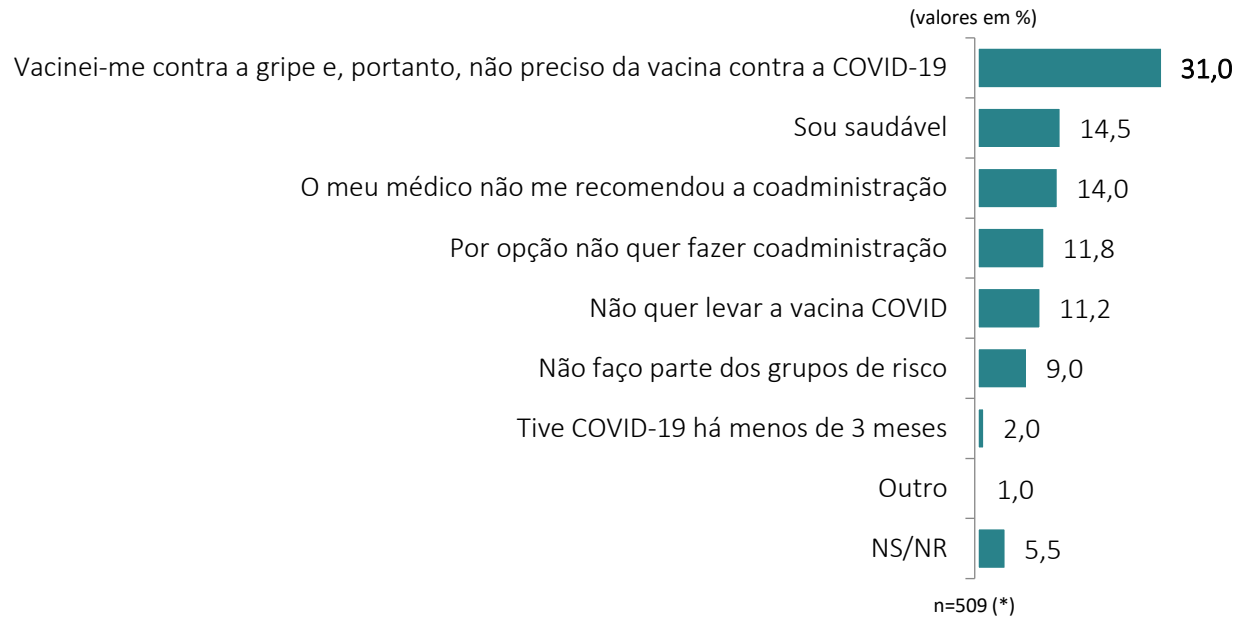 (valores em %)
Vacinei-me contra a gripe e, portanto, não preciso da vacina contra a COVID-19 31,0
Sou saudável 14,5
O meu médico não me recomendou a coadministração 14,0
Por opção não quer fazer coadministração 11,8
Não quer levar a vacina COVID 11,2
Não faço parte dos grupos de risco 9,0
Tive COVID-19 há menos de 3 meses 2,0
Outro 1,0
NS/NR 5,5
n=509 (*)